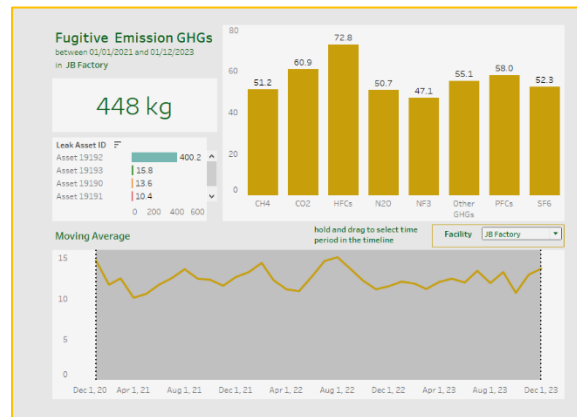 Fugitive Emission GHGs
between 01/01/2021 and 01/12/2023
in JB Factory
448 kg
Leak Asset ID
Asset 19192 400.2
Asset 19193 15.8
Asset 19190 13.6
Asset 19191 10.4
0 200 400 600
80
60
40
20
0
51.2
60.9
72.8
50.7
47.1
55.1
58.0
52.3
CH4 CO2 HFCs N2O NF3 Other GHGs PFCs SF6
Moving Average
hold and drag to select time
period in the timeline
Facility JB Factory
15
10
5
0
Dec 1, 20 Apr 1, 21 Aug 1, 21 Dec 1, 21 Apr 1, 22 Aug 1, 22 Dec 1, 22 Apr 1, 23 Aug 1, 23 Dec 1, 23